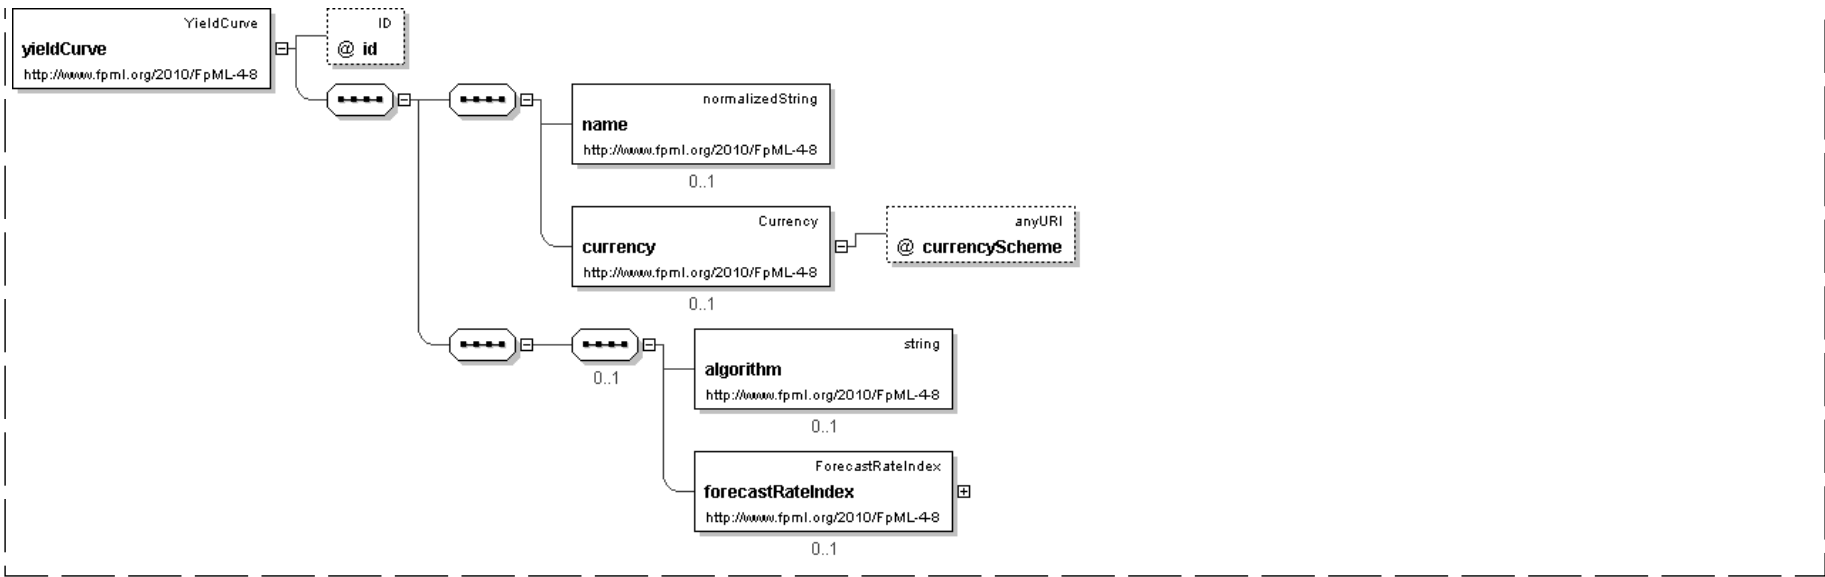 YieldCurve
yieldCurve
http://www.fpml.org/2010/FpML-4-8
ID
@ id
normalizedString
name
http://www.fpml.org/2010/FpML-4-8
0..1
Currency
currency
http://www.fpml.org/2010/FpML-4-8
0..1
anyURI
@ currencyScheme
0..1
string
algorithm
http://www.fpml.org/2010/FpML-4-8
0..1
ForecastRateIndex
forecastRateIndex
http://www.fpml.org/2010/FpML-4-8
0..1